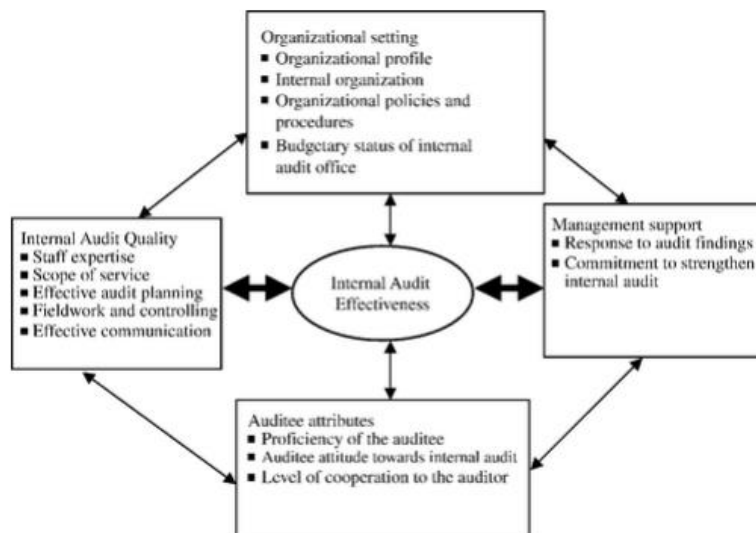 Organizational setting
■ Organizational profile
■ Internal organization
■ Organizational policies and
procedures
■ Budgetary status of internal
audit office
Internal Audit Quality
■ Staff expertise
■ Scope of service
■ Effective audit planning
■ Fieldwork and controlling
■ Effective communication
Internal Audit
Effectiveness
Management support
■ Response to audit findings
■ Commitment to strengthen
internal audit
Auditee attributes
■ Proficiency of the auditee
■ Auditee attitude towards internal audit
■ Level of cooperation to the auditor